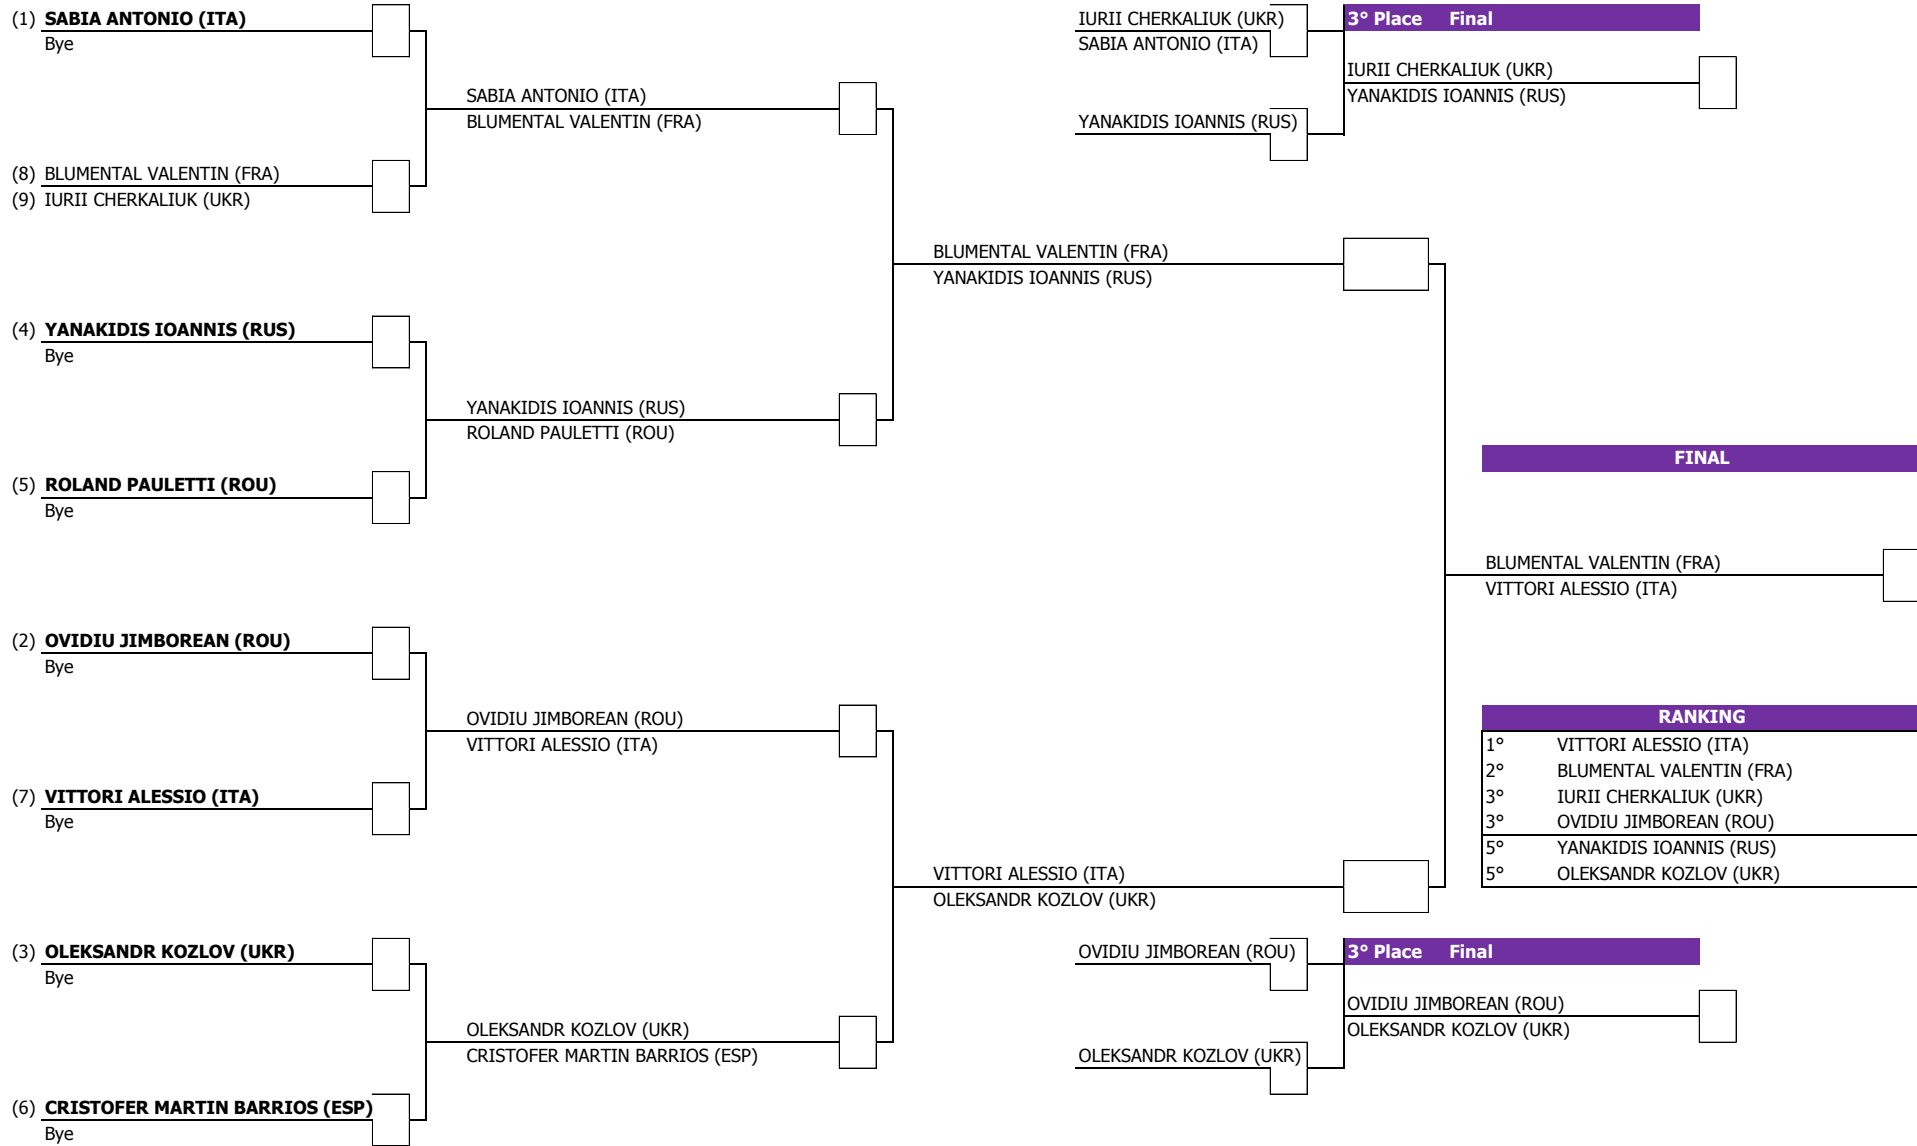 (1) SABIA ANTONIO (ITA)
Bye
SABIA ANTONIO (ITA)
BLUMENTAL VALENTIN (FRA)
(8) BLUMENTAL VALENTIN (FRA)
(9) IURII CHERKALIUK (UKR)
BLUMENTAL VALENTIN (FRA)
YANAKIDIS IOANNIS (RUS)
(4) YANAKIDIS IOANNIS (RUS)
Bye
YANAKIDIS IOANNIS (RUS)
ROLAND PAULETTI (ROU)
(5) ROLAND PAULETTI (ROU)
Bye
(2) OVIDIU JIMBOREAN (ROU)
Bye
OVIDIU JIMBOREAN (ROU)
VITTORI ALESSIO (ITA)
(7) VITTORI ALESSIO (ITA)
Bye
VITTORI ALESSIO (ITA)
OLEKSANDR KOZLOV (UKR)
(3) OLEKSANDR KOZLOV (UKR)
Bye
OLEKSANDR KOZLOV (UKR)
CRISTOFER MARTIN BARRIOS (ESP)
(6) CRISTOFER MARTIN BARRIOS (ESP)
Bye
IURII CHERKALIUK (UKR)
SABIA ANTONIO (ITA)
YANAKIDIS IOANNIS (RUS)
3° Place Final
IURII CHERKALIUK (UKR)
YANAKIDIS IOANNIS (RUS)
FINAL
BLUMENTAL VALENTIN (FRA)
VITTORI ALESSIO (ITA)
RANKING
1° VITTORI ALESSIO (ITA)
2° BLUMENTAL VALENTIN (FRA)
3° IURII CHERKALIUK (UKR)
3° OVIDIU JIMBOREAN (ROU)
5° YANAKIDIS IOANNIS (RUS)
5° OLEKSANDR KOZLOV (UKR)
OVIDIU JIMBOREAN (ROU)
OLEKSANDR KOZLOV (UKR)
3° Place Final
OVIDIU JIMBOREAN (ROU)
OLEKSANDR KOZLOV (UKR)